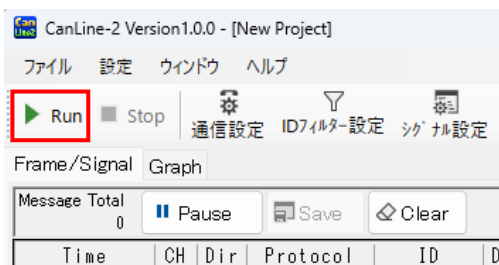 Can Line2 CanLine-2 Version1.0.0 - [New Project]
ファイル 設定 ウィンドウ ヘルプ
Run Stop 通信設定 IDフィルター設定 シグナル設定
Frame/Signal Graph
Message Total
0 Pause Save Clear
Time CH Dir Protocol ID D